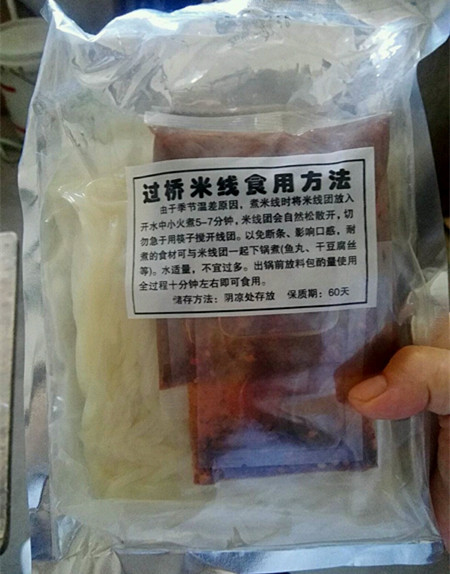 过桥米线食用方法
由于季节温差原因,煮米线时将米线团放入
开水中小火煮5-7分钟,米线团会自然松散开,切
勿急于用筷子搅开线团。以免断条、影响口感,耐
煮的食材可与米线团一起下锅煮(鱼丸、干豆腐丝
等)。水适量,不宜过多。出锅前放料包酌量使用
全过程十分钟左右即可食用。
储存方法:阴凉处存放 保质期:60天